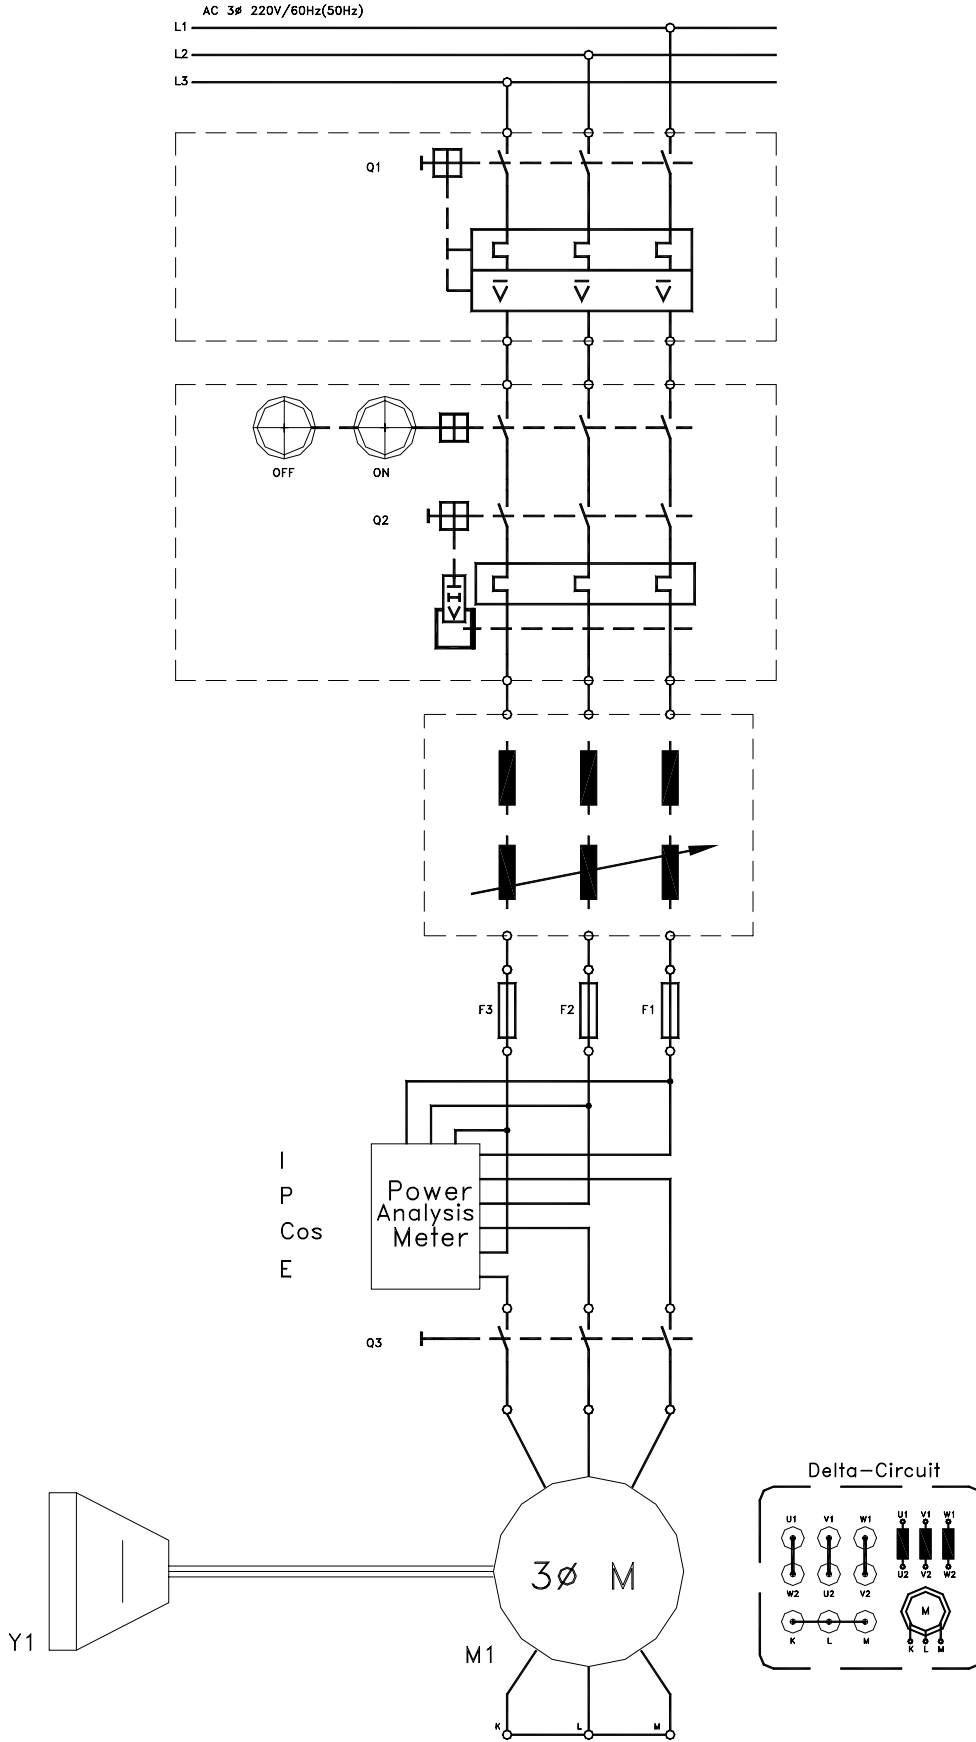 AC 3ø 220V/60Hz(50Hz)
L1
L2
L3
Q1
OFF ON
Q2
F3 F2 F1
I
P
Cos
E
Power
Analysis
Meter
Q3
3ø M
M1
Y1
K L M
Delta-Circuit
U1 V1 W1 U1 V1 W1
W2 U2 V2 U2 V2 W2
M
K L M K L M